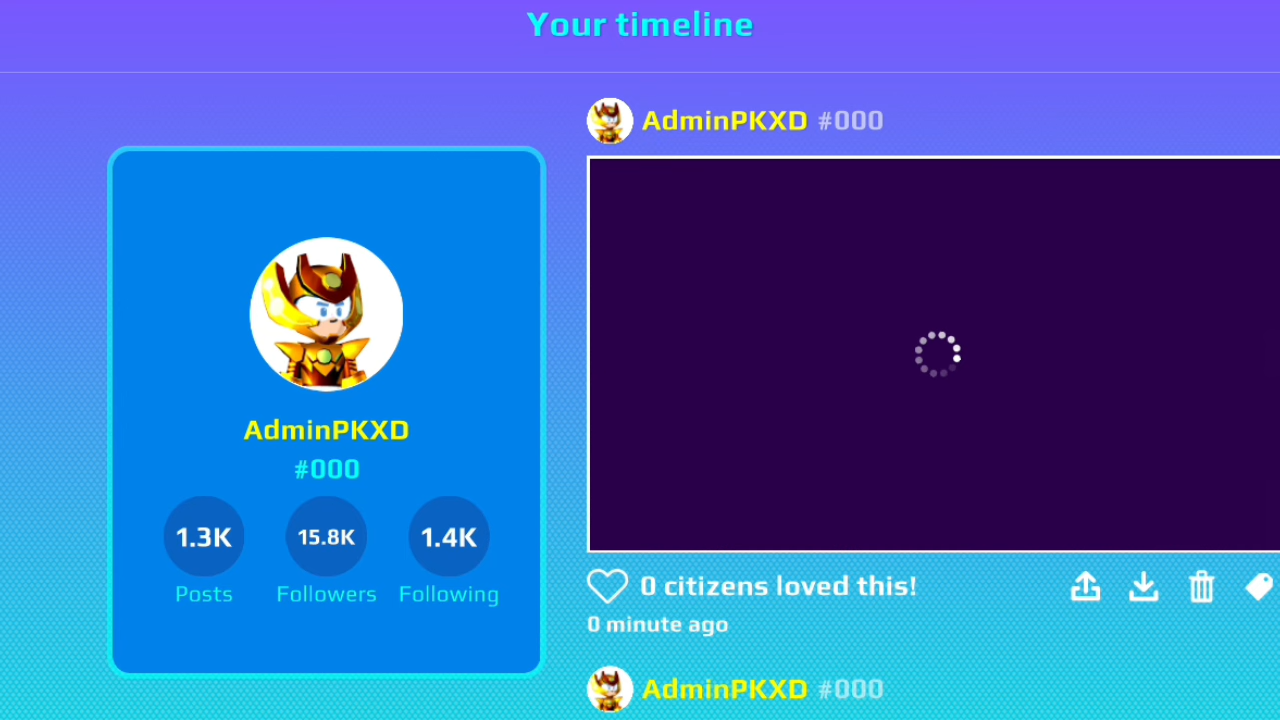 Your timeline
AdminPKXD #000
AdminPKXD
#000
1.3K 15.8K 1.4K
Posts Followers Following
0 citizens loved this!
0 minute ago
AdminPKXD #000